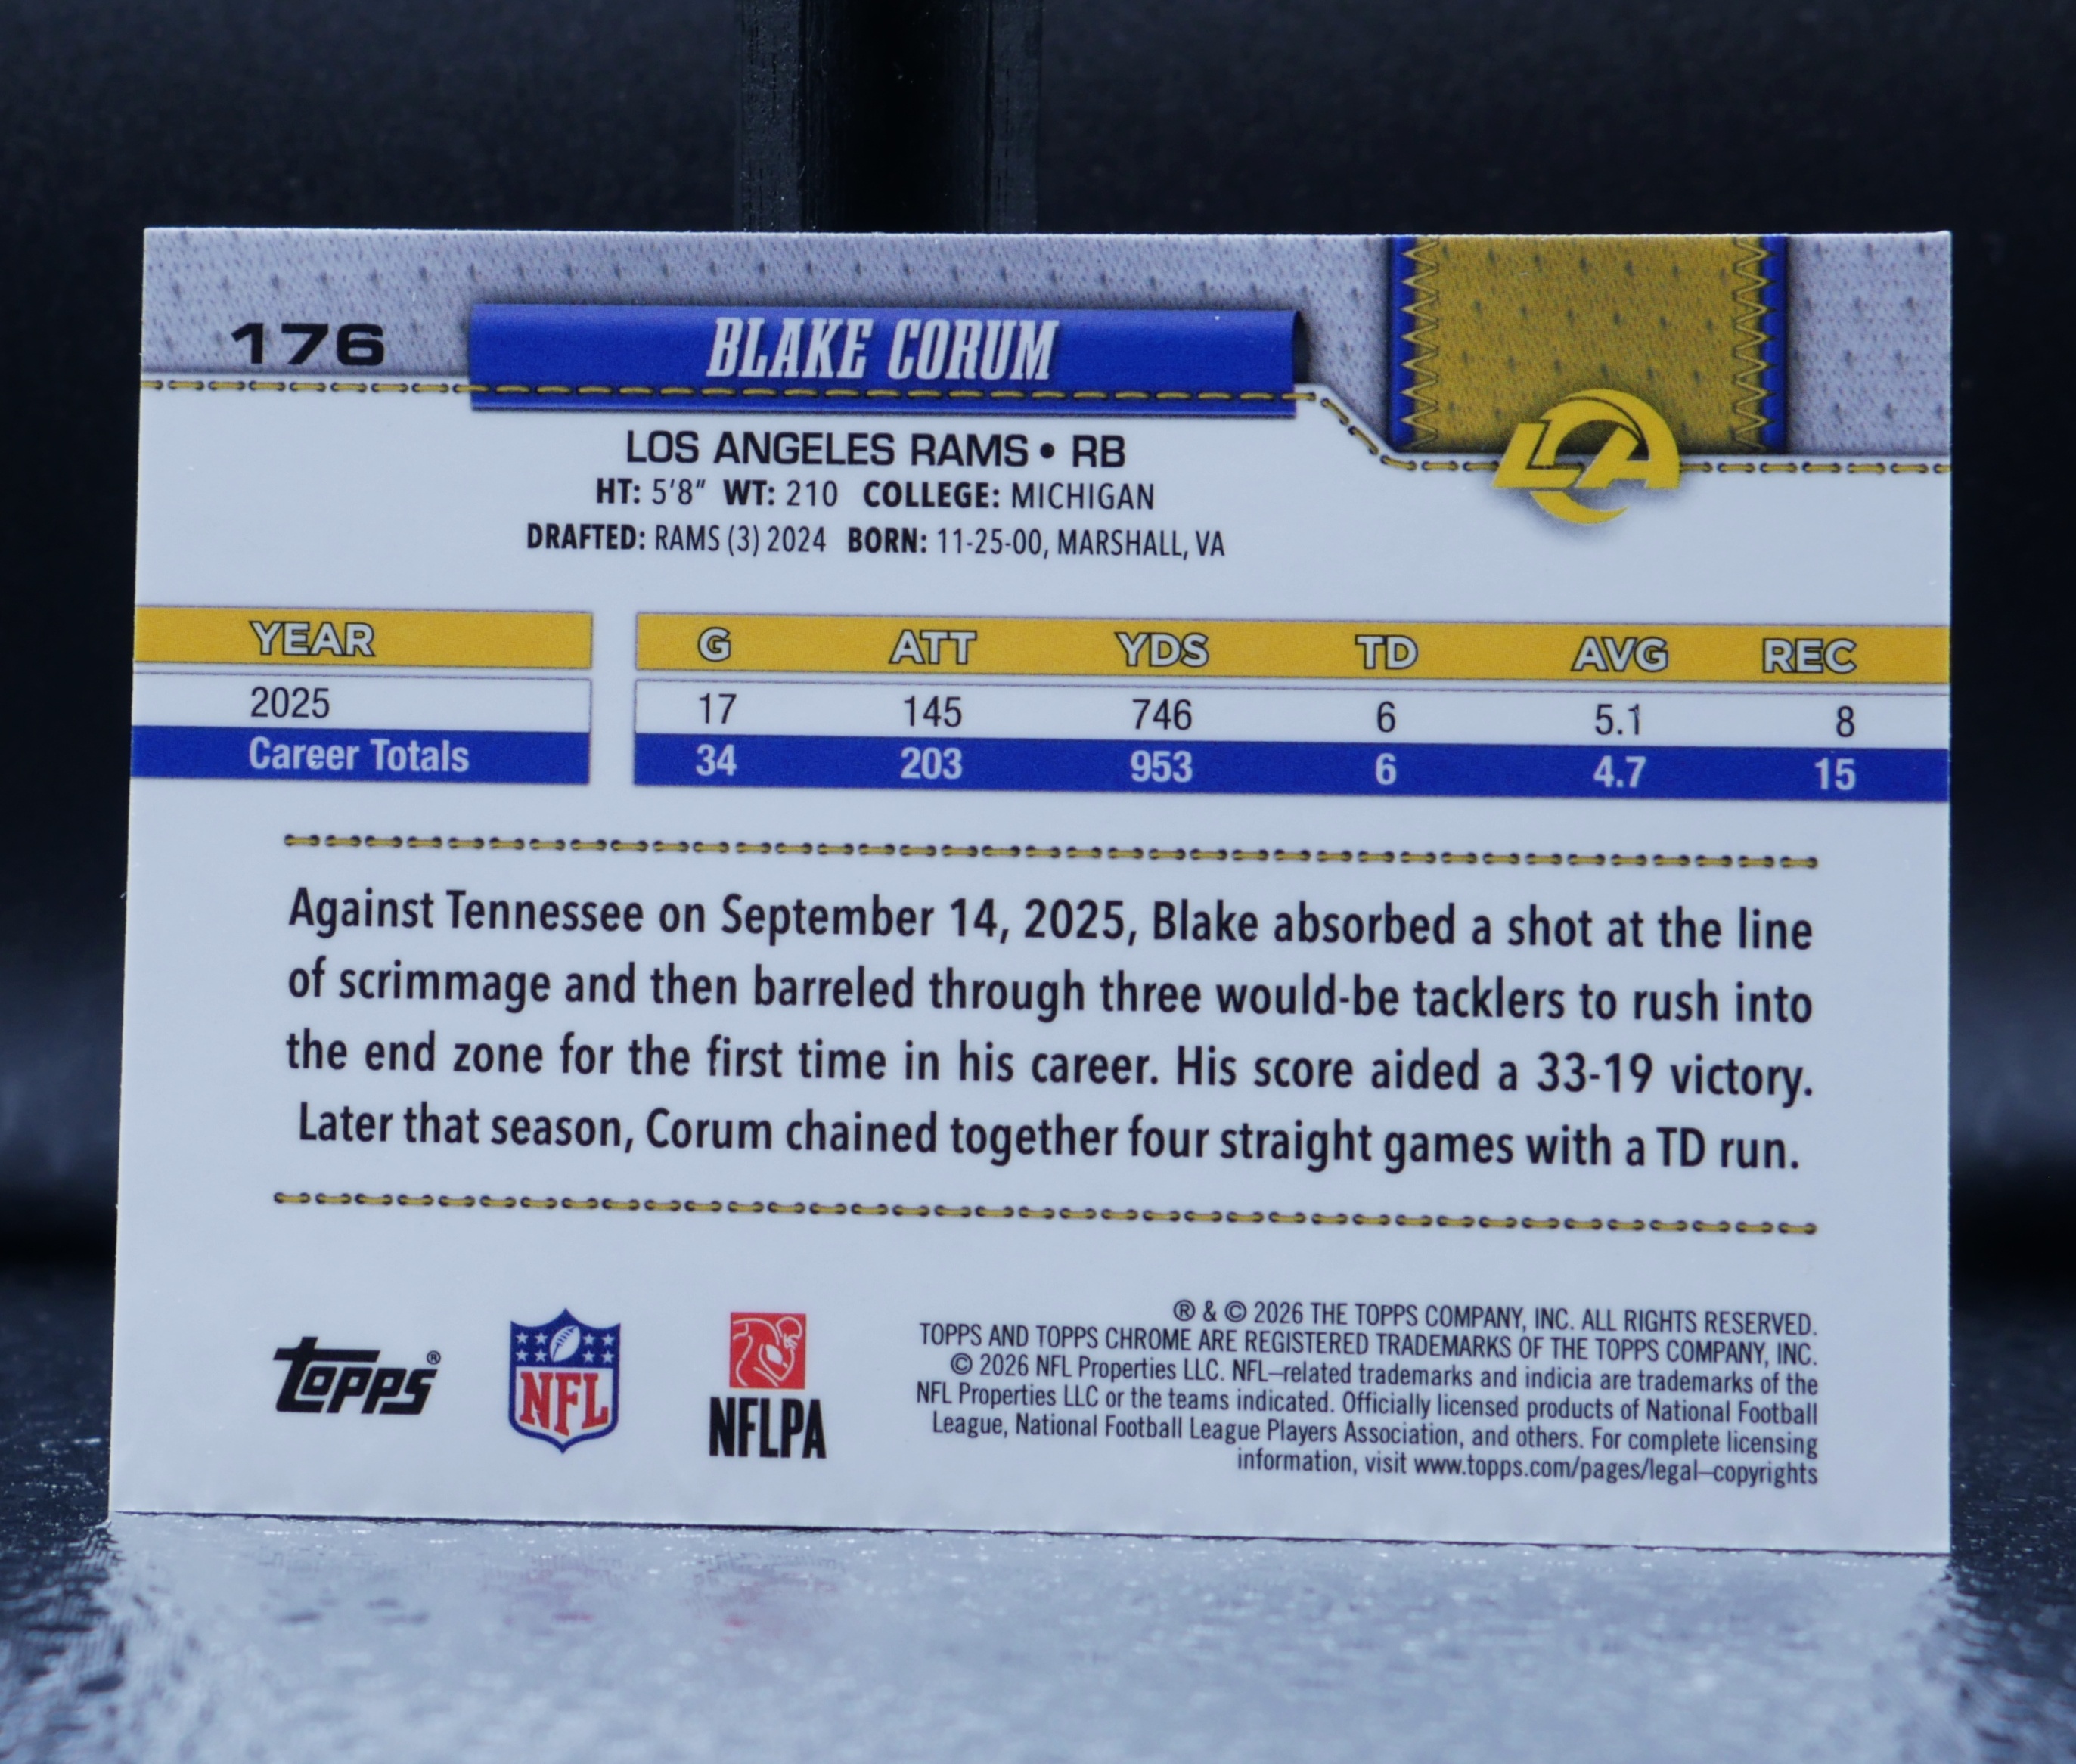 176
BLAKE CORUM
LA
LOS ANGELES RAMS • RB
HT: 5'8" WT: 210 COLLEGE: MICHIGAN
DRAFTED: RAMS (3) 2024 BORN: 11-25-00, MARSHALL, VA
YEAR G ATT YDS TD AVG REC
2025 17 145 746 6 5.1 8
Career Totals 34 203 953 6 4.7 15
Against Tennessee on September 14, 2025, Blake absorbed a shot at the line
of scrimmage and then barreled through three would-be tacklers to rush into
the end zone for the first time in his career. His score aided a 33-19 victory.
Later that season, Corum chained together four straight games with a TD run.
topps®
NFL
NFLPA
® & © 2026 THE TOPPS COMPANY, INC. ALL RIGHTS RESERVED.
TOPPS AND TOPPS CHROME ARE REGISTERED TRADEMARKS OF THE TOPPS COMPANY, INC.
© 2026 NFL Properties LLC. NFL–related trademarks and indicia are trademarks of the
NFL Properties LLC or the teams indicated. Officially licensed products of National Football
League, National Football League Players Association, and others. For complete licensing
information, visit www.topps.com/pages/legal–copyrights